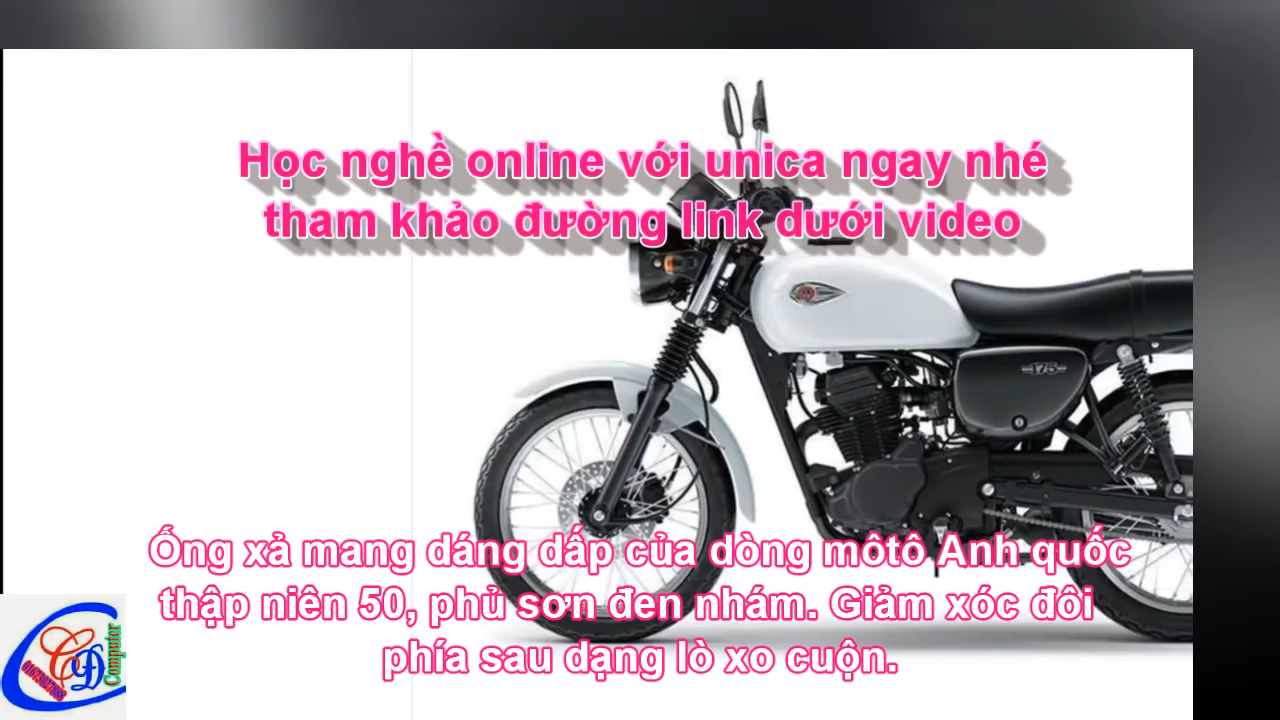 Học nghề online với unica ngay nhé
tham khảo đường link dưới video
175
Ống xả mang dáng dấp của dòng môtô Anh quốc
thập niên 50, phủ sơn đen nhám. Giảm xóc đôi
phía sau dạng lò xo cuộn.
CĐ
Computer